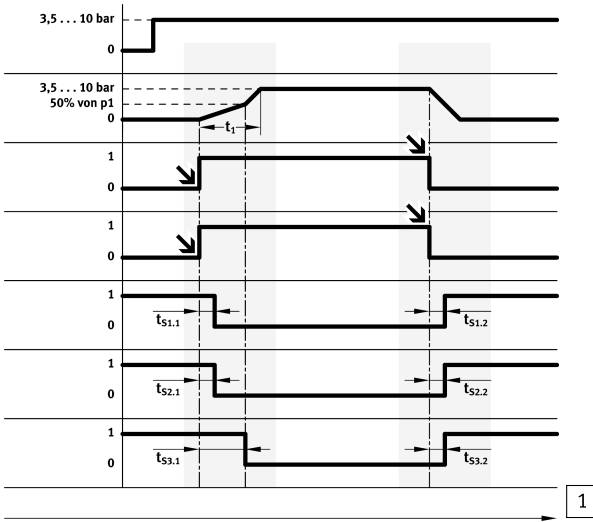 3,5 . . . 10 bar
0
3,5 . . . 10 bar
50% von p1
0
t1
1
0
1
0
1
0
tS1.1
tS1.2
1
0
tS2.1
tS2.2
1
0
tS3.1
tS3.2
1